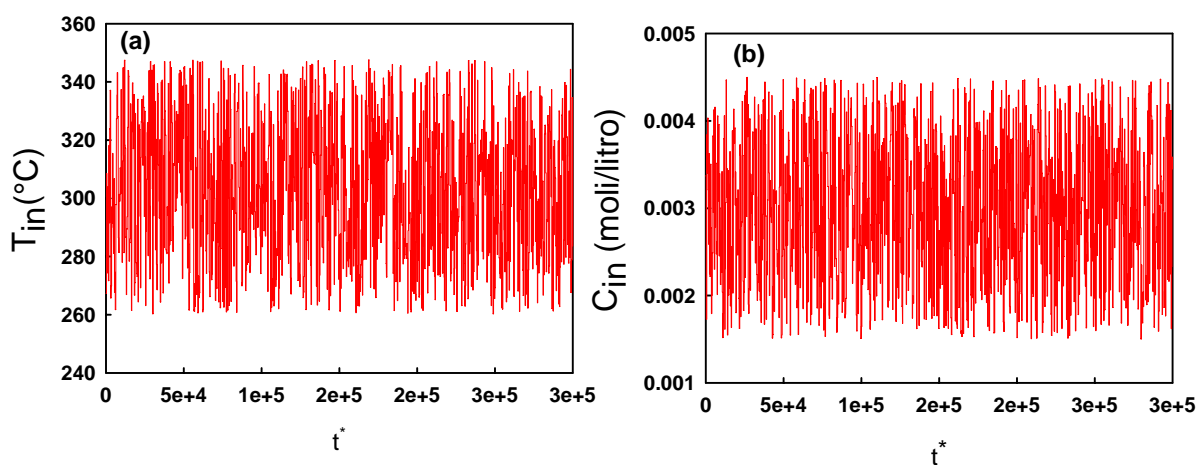 (a)
360
340
320
300
280
260
240
T_in(°C)
0 5e+4 1e+5 2e+5 2e+5 3e+5 3e+5
t*
(b)
0.005
0.004
0.003
0.002
0.001
C_in (moli/litro)
0 5e+4 1e+5 2e+5 2e+5 3e+5 3e+5
t*